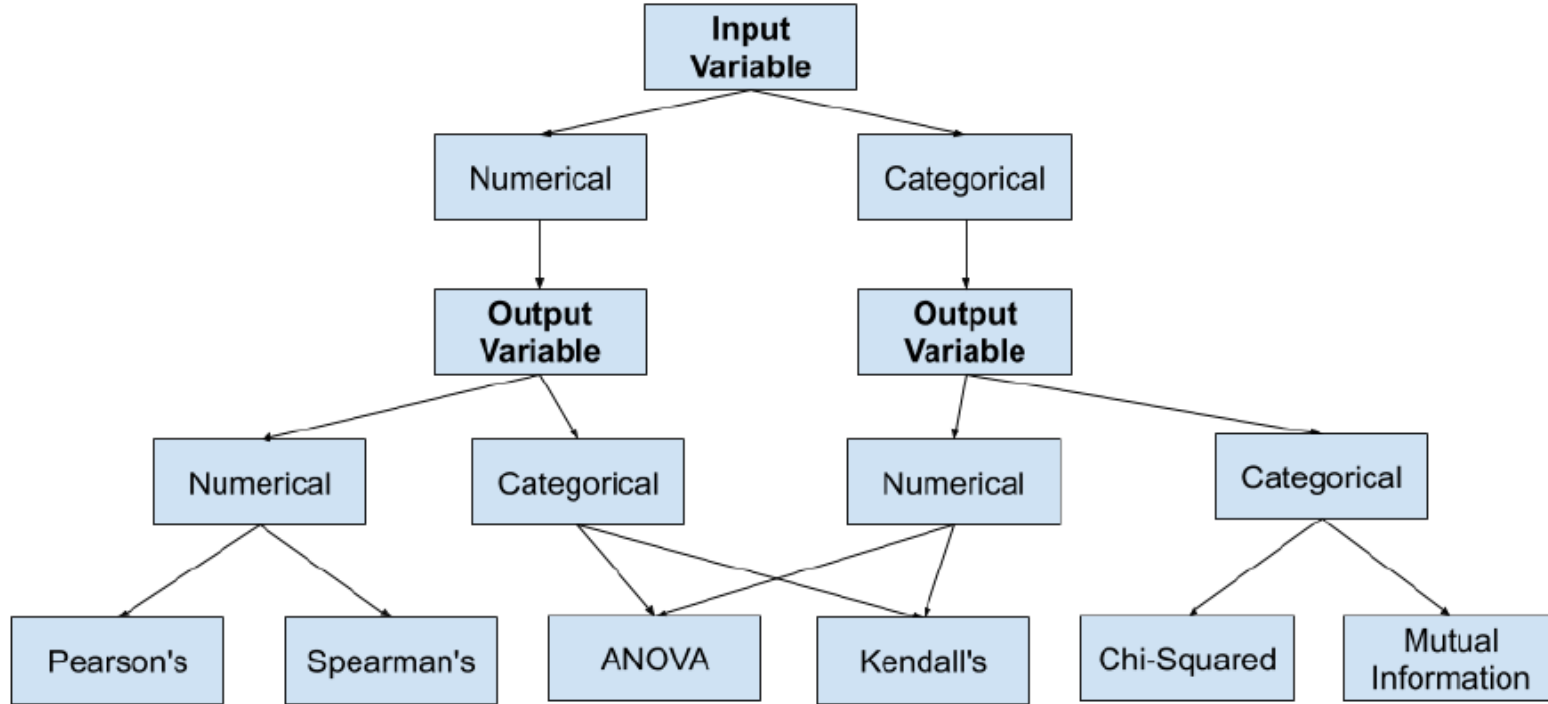 Input
Variable
Numerical
Categorical
Output
Variable
Output
Variable
Numerical
Categorical
Numerical
Categorical
Pearson's
Spearman's
ANOVA
Kendall's
Chi-Squared
Mutual
Information